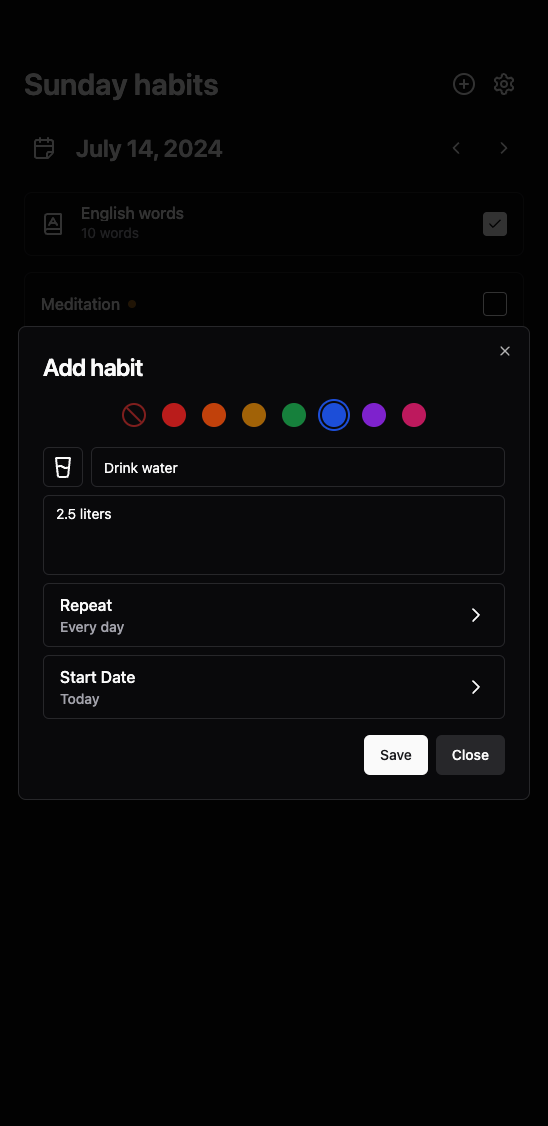 Sunday habits
July 14, 2024
English words
10 words
Meditation
Add habit
Drink water
2.5 liters
Repeat
Every day
Start Date
Today
Save
Close